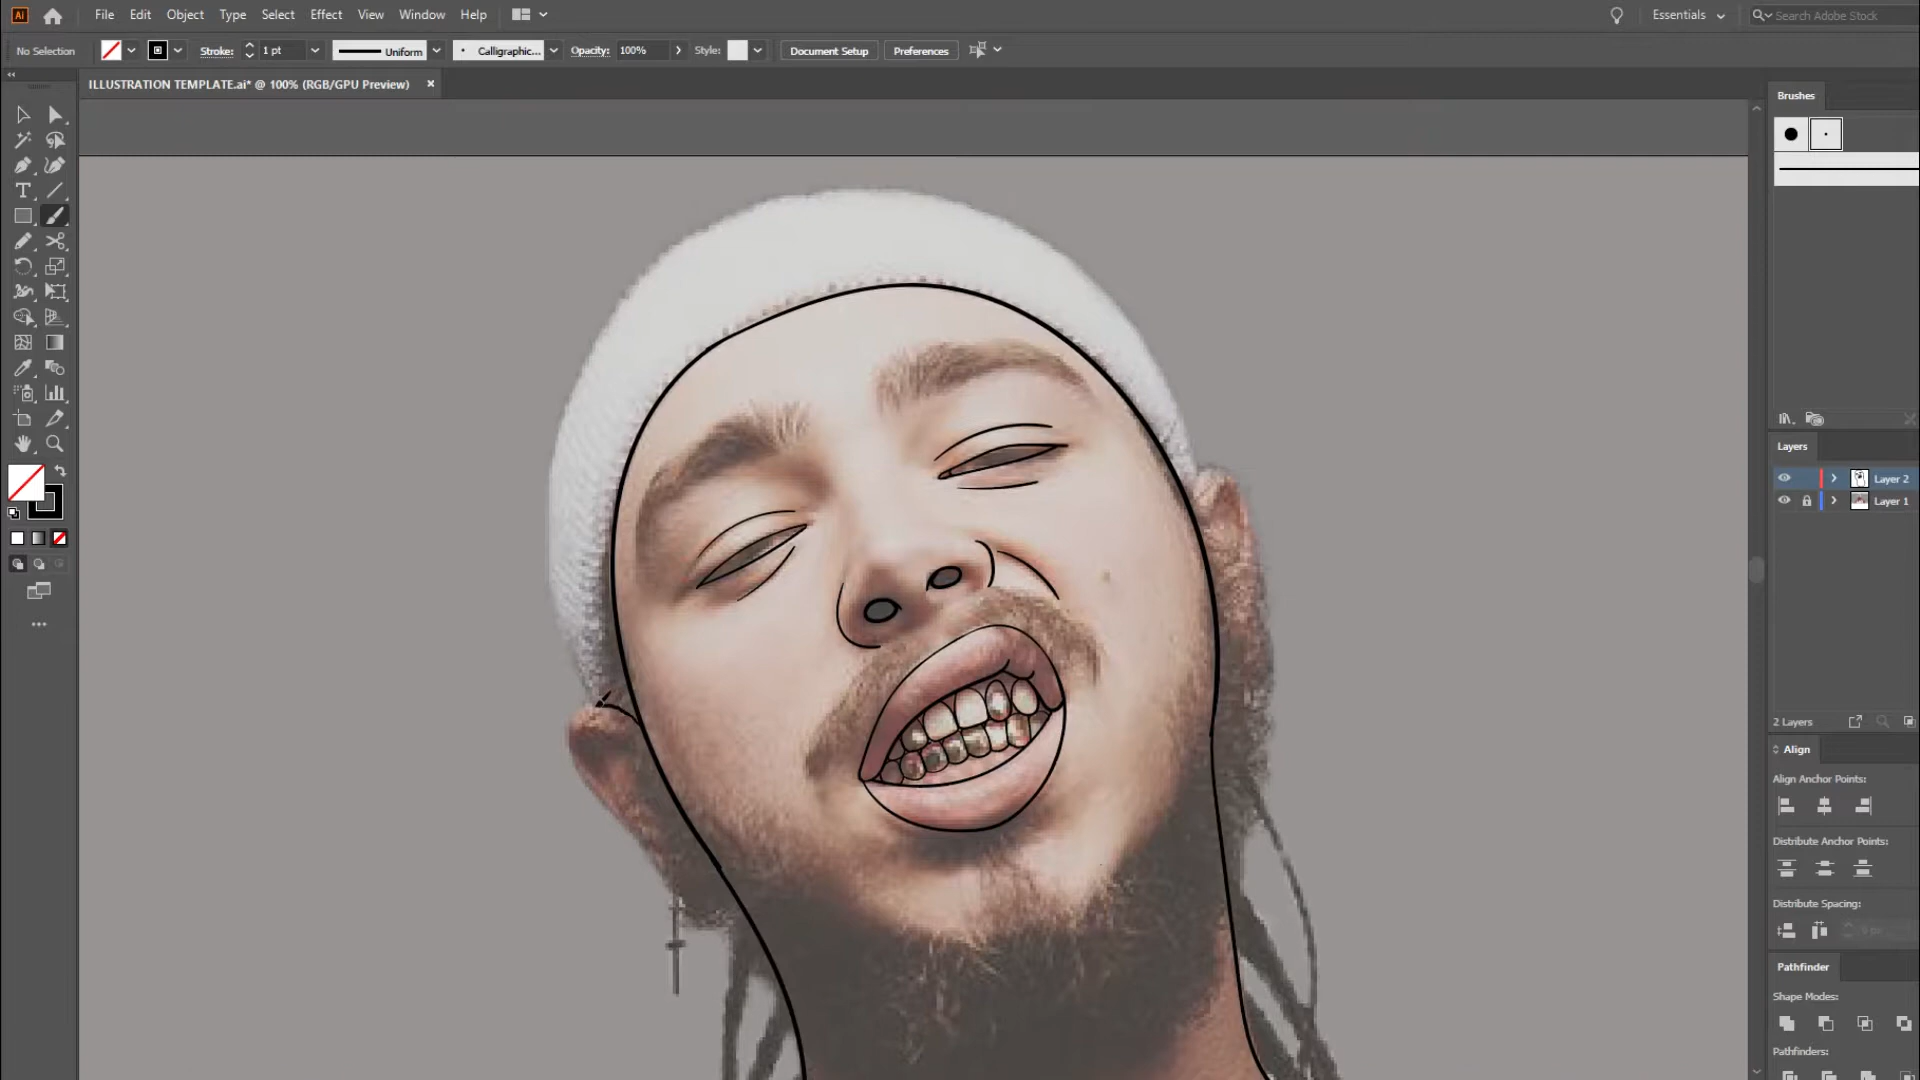 Ai File Edit Object Type Select Effect View Window Help Essentials Search Adobe Stock
No Selection Stroke: 1 pt Uniform Calligraphic... Opacity: 100% Style: Document Setup Preferences
ILLUSTRATION TEMPLATE.ai* @ 100% (RGB/GPU Preview) ×
Brushes
Layers
Layer 2
Layer 1
2 Layers
Align
Align Anchor Points:
Distribute Anchor Points:
Distribute Spacing:
0 px
Pathfinder
Shape Modes:
Pathfinders: